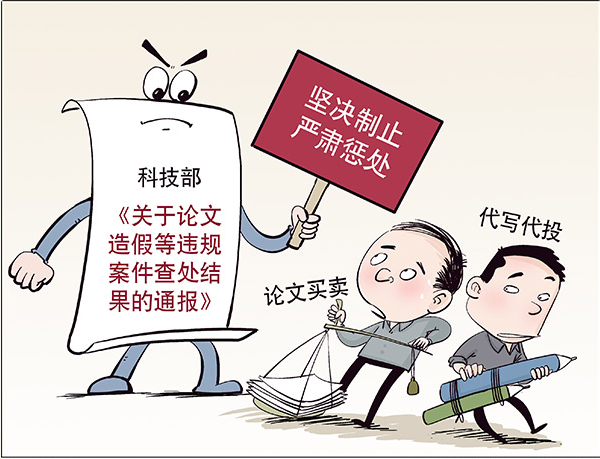 坚决制止
严肃惩处
科技部
《关于论文
造假等违规
案件查处结
果的通报》
论文买卖
代写代投